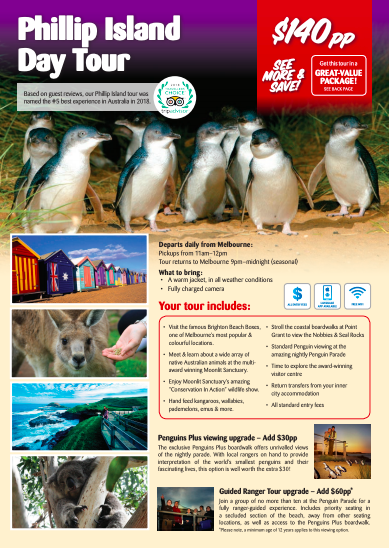 Phillip Island
Day Tour
$140pp
SEE
MORE &
SAVE!
Get this tour in a
GREAT-VALUE
PACKAGE!
SEE BACK PAGE
Based on guest reviews, our Phillip Island tour was
named the #5 best experience in Australia in 2018.
2018
CHOICE
tripadvisor
Departs daily from Melbourne:
Pickups from 11am–12pm
Tour returns to Melbourne 9pm–midnight (seasonal)
What to bring:
• A warm jacket, in all weather conditions
• Fully charged camera
Your tour includes:
• Visit the famous Brighton Beach Boxes,
one of Melbourne's most popular &
colourful locations.
• Meet & learn about a wide array of
native Australian animals at the multi-
award winning Moonlit Sanctuary.
• Enjoy Moonlit Sanctuary's amazing
"Conservation In Action" wildlife show.
• Hand feed kangaroos, wallabies,
pademelons, emus & more.
• Stroll the coastal boardwalks at Point
Grant to view the Nobbies & Seal Rocks
• Standard Penguin viewing at the
amazing nightly Penguin Parade
• Time to explore the award-winning
visitor centre
• Return transfers from your inner
city accommodation
• All standard entry fees
Penguins Plus viewing upgrade – Add $30pp
The exclusive Penguins Plus boardwalk offers unrivalled views
of the nightly parade. With local rangers on hand to provide
interpretation of the world's smallest penguins and their
fascinating lives, this option is well worth the extra $30!
Guided Ranger Tour upgrade – Add $60pp*
Join a group of no more than ten at the Penguin Parade for a
fully ranger-guided experience. Includes priority seating in
a secluded section of the beach, away from other seating
locations, as well as access to the Penguins Plus boardwalk.
*Please note, a minimum age of 12 years applies to this viewing option.